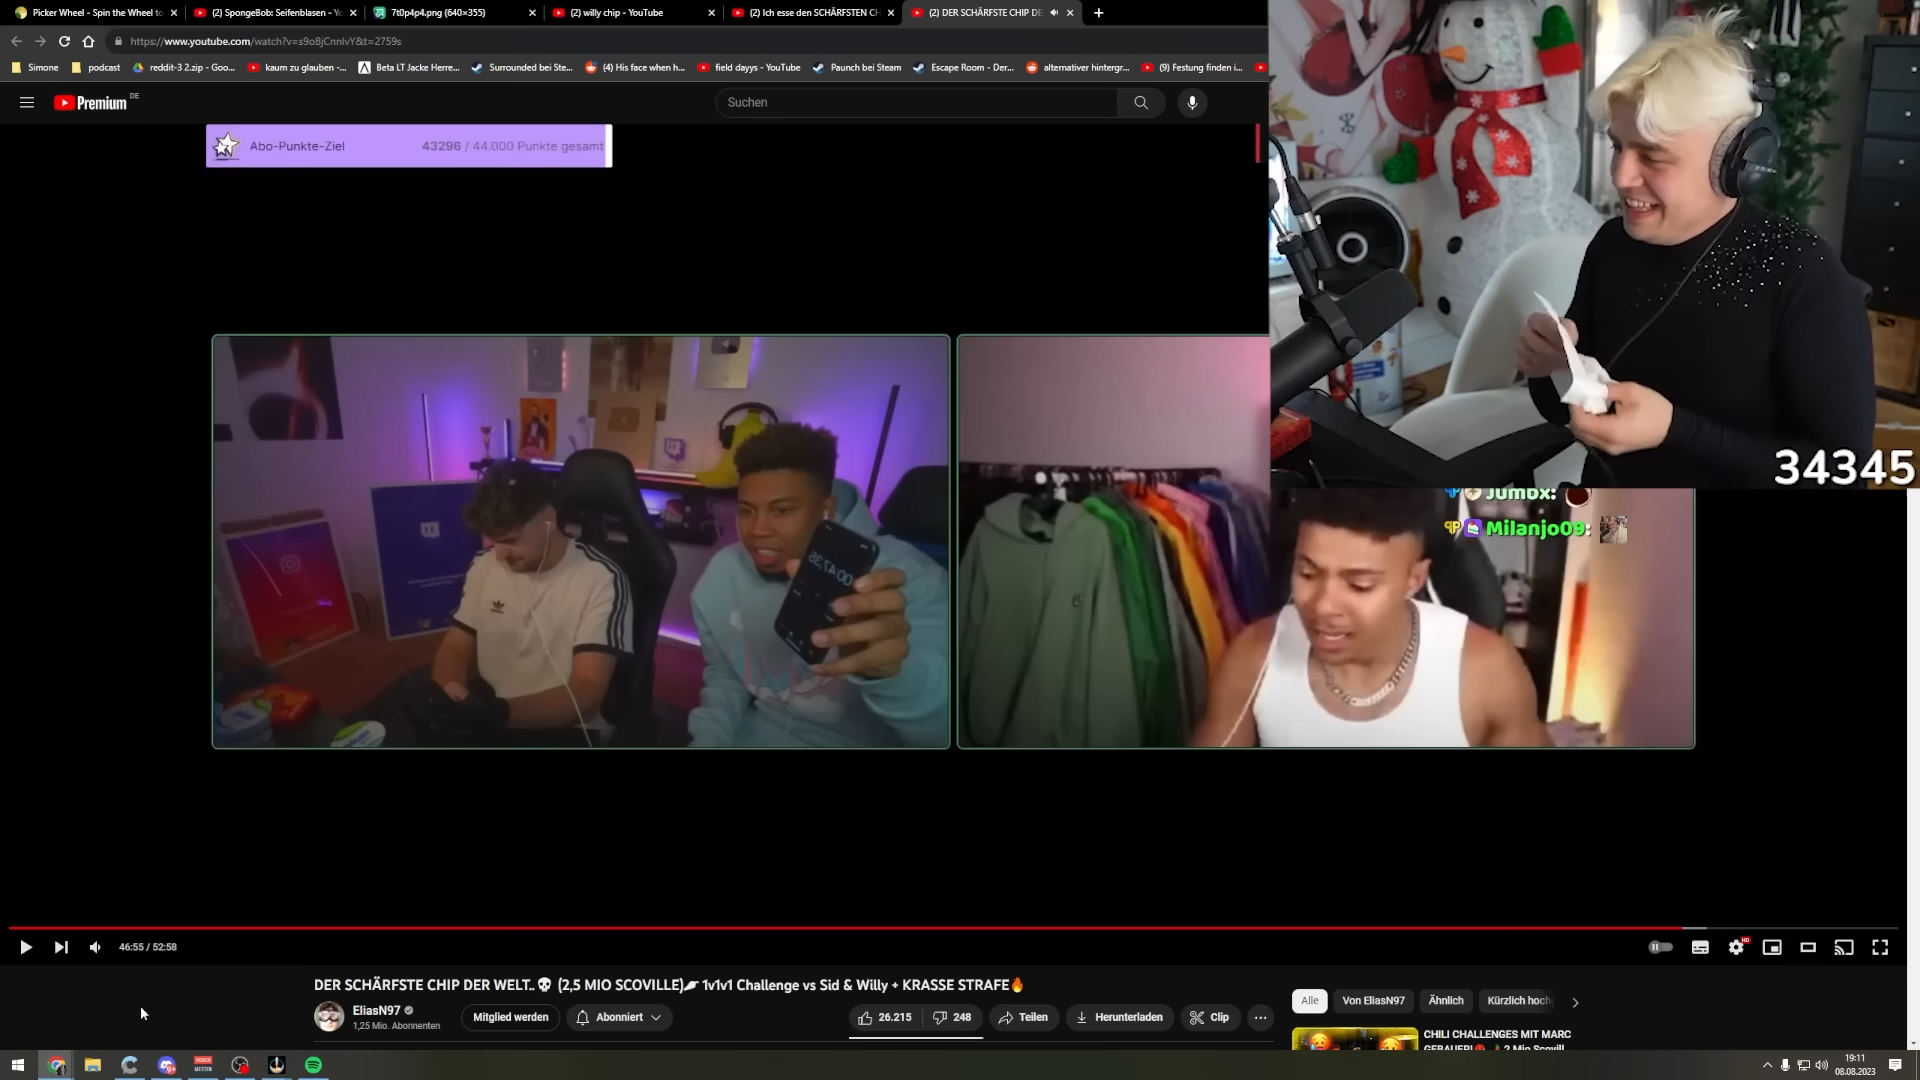 Picker Wheel - Spin the Wheel to
(2) SpongeBob: Seifenblasen - Yo
7t0p4p4.png (640×355)
(2) willy chip - YouTube
(2) Ich esse den SCHÄRFSTEN CH
(2) DER SCHÄRFSTE CHIP DE
https://www.youtube.com/watch?v=s9oBjCnnlvY&t=2759s
Simone
podcast
reddit-3 2.zip - Goo...
kaum zu glauben -...
Beta LT Jacke Herre...
Surrounded bei Ste...
(4) His face when h...
field dayys - YouTube
Paunch bei Steam
Escape Room - Der...
alternativer hintergr...
(9) Festung finden i...
Premium DE
Suchen
Abo-Punkte-Ziel 43296 / 44.000 Punkte gesamt
34345
Jumbx:
Milanjo09:
46:55 / 52:58
DER SCHÄRFSTE CHIP DER WELT..💀 (2,5 MIO SCOVILLE)🌶 1v1v1 Challenge vs Sid & Willy + KRASSE STRAFE🔥
EliasN97
1,25 Mio. Abonnenten
Mitglied werden
Abonniert
26.215
248
Teilen
Herunterladen
Clip
Alle
Von EliasN97
Ähnlich
Kürzlich hoch
CHILI CHALLENGES MIT MARC
GEBAUER!🥵🌶 2 Mio Scovill
19:11
08.08.2023